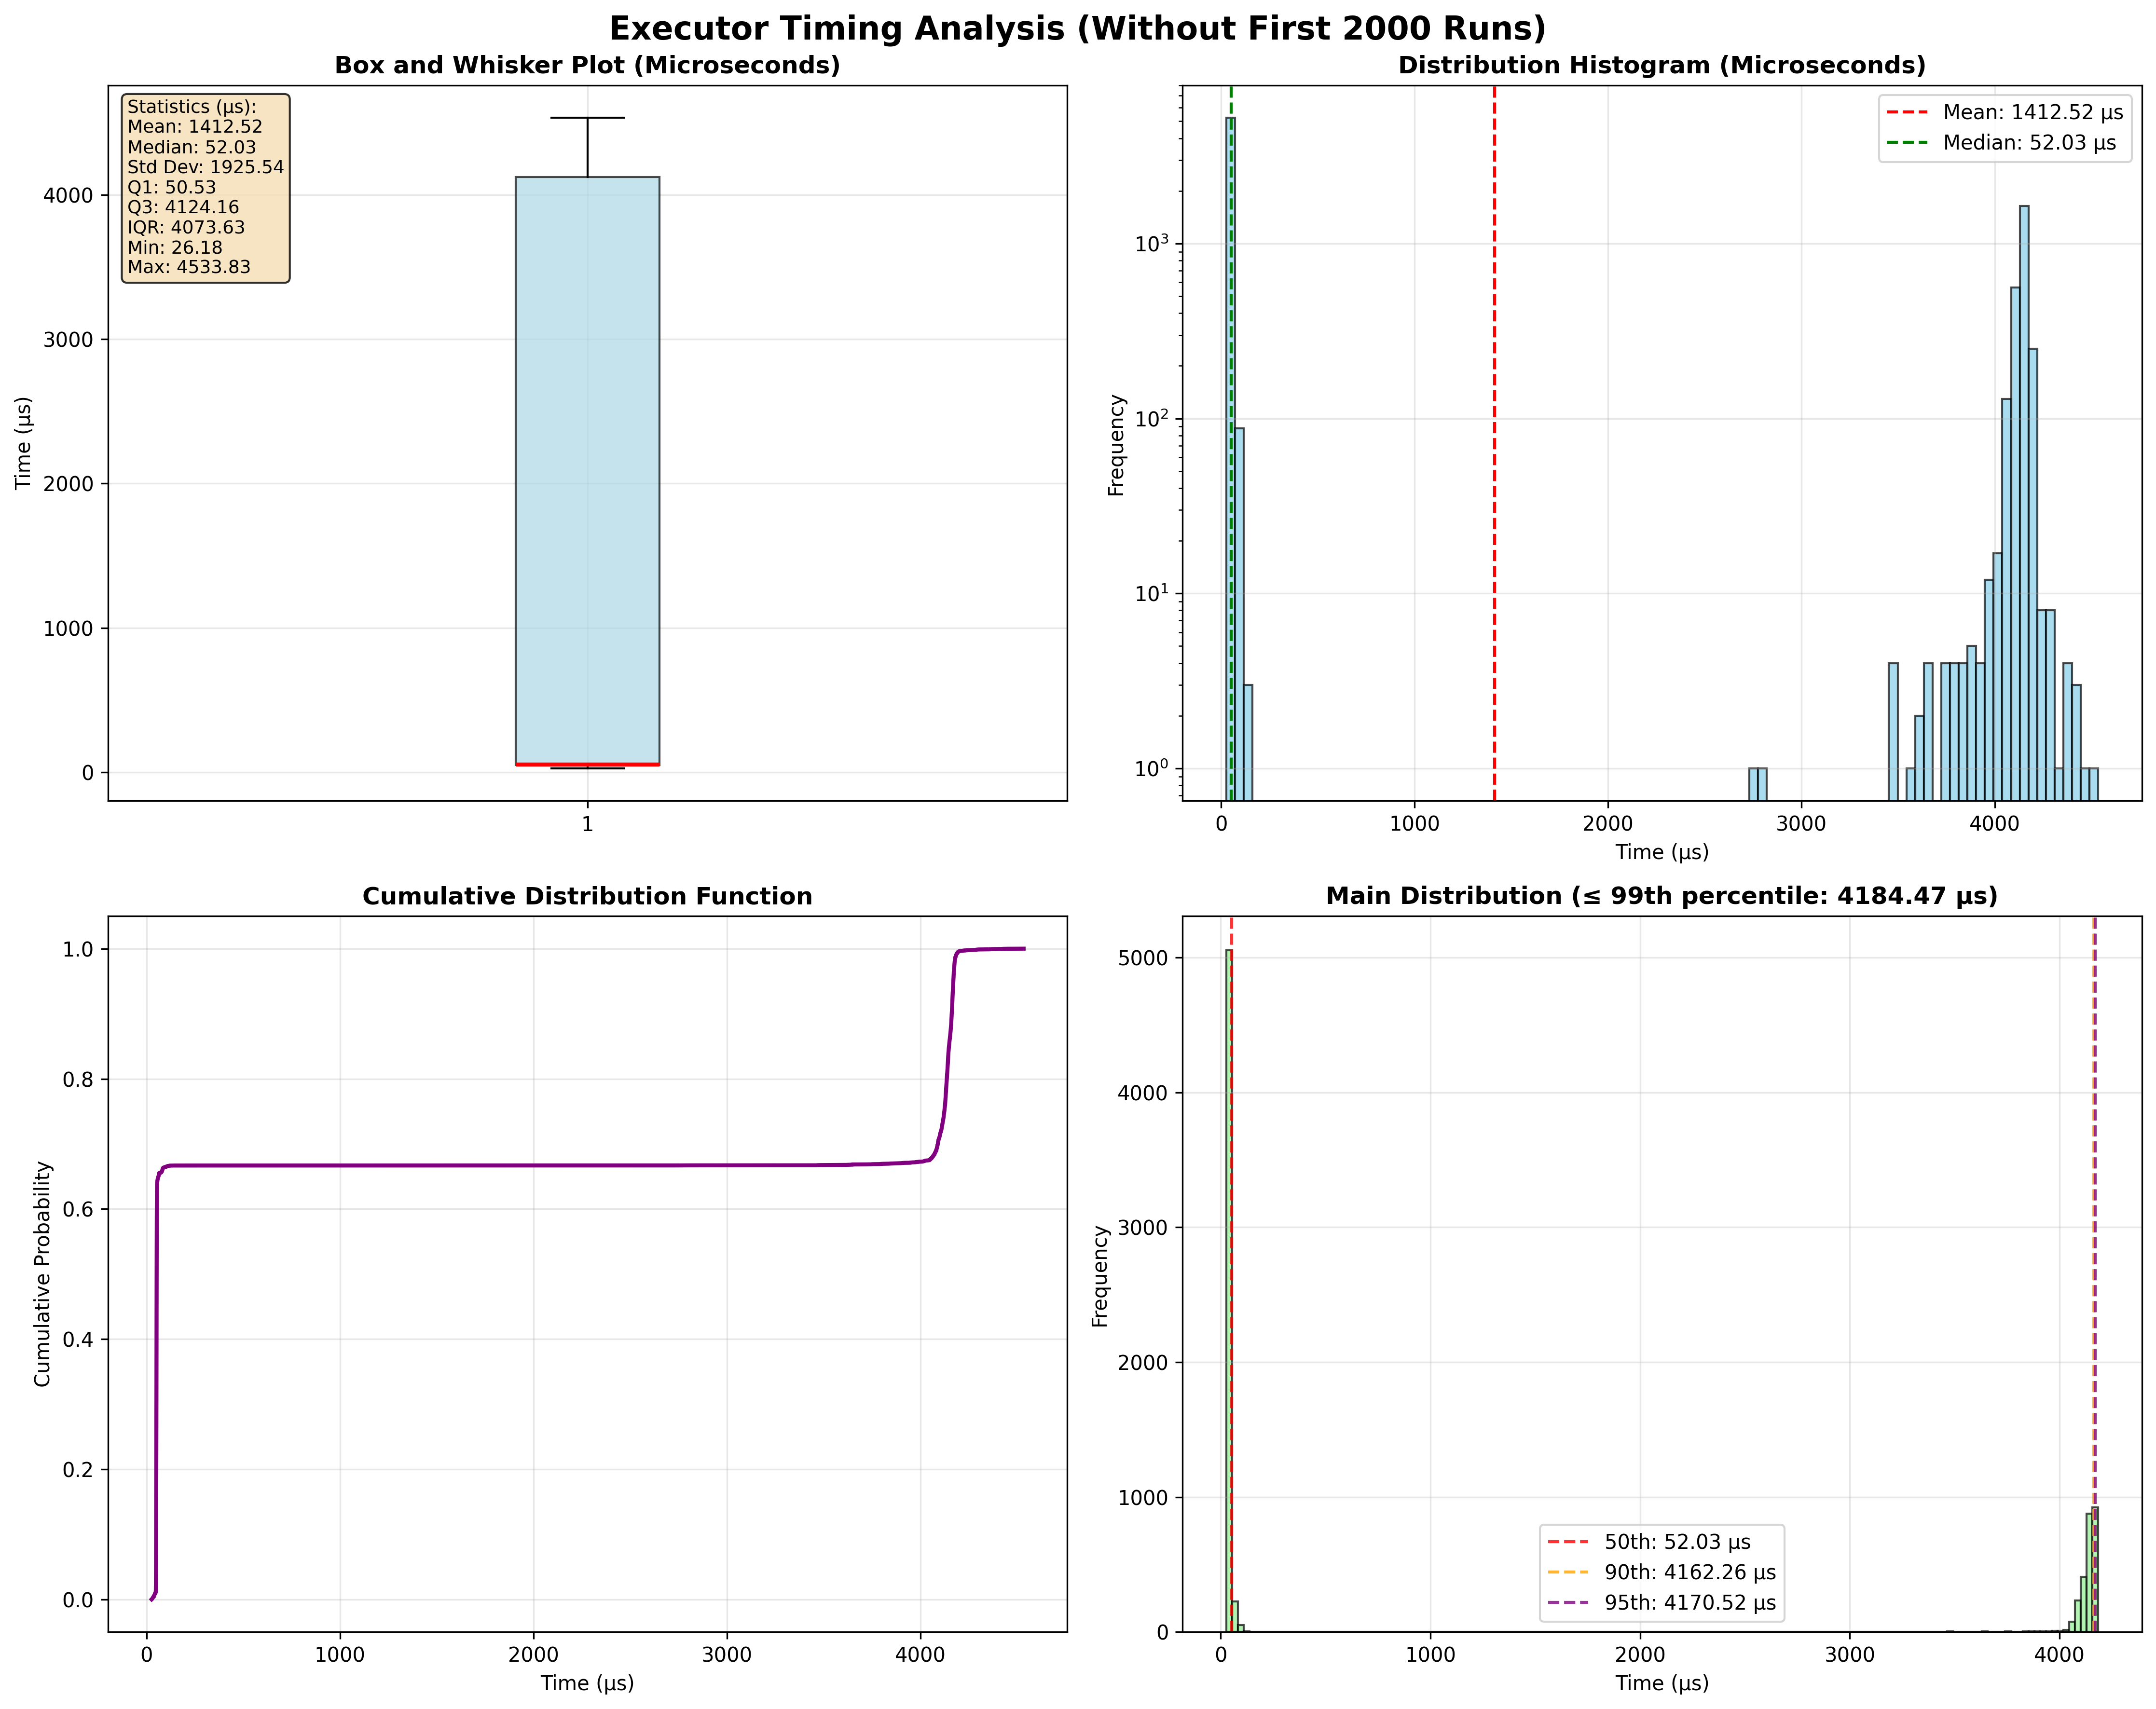 Executor Timing Analysis (Without First 2000 Runs)
Box and Whisker Plot (Microseconds)
Statistics (µs):
Mean: 1412.52
Median: 52.03
Std Dev: 1925.54
Q1: 50.53
Q3: 4124.16
IQR: 4073.63
Min: 26.18
Max: 4533.83
Time (µs)
4000
3000
2000
1000
0
1
Distribution Histogram (Microseconds)
Mean: 1412.52 µs
Median: 52.03 µs
Frequency
10³
10²
10¹
10⁰
0 1000 2000 3000 4000
Time (µs)
Cumulative Distribution Function
Cumulative Probability
1.0
0.8
0.6
0.4
0.2
0.0
0 1000 2000 3000 4000
Time (µs)
Main Distribution (≤ 99th percentile: 4184.47 µs)
Frequency
5000
4000
3000
2000
1000
0
50th: 52.03 µs
90th: 4162.26 µs
95th: 4170.52 µs
0 1000 2000 3000 4000
Time (µs)